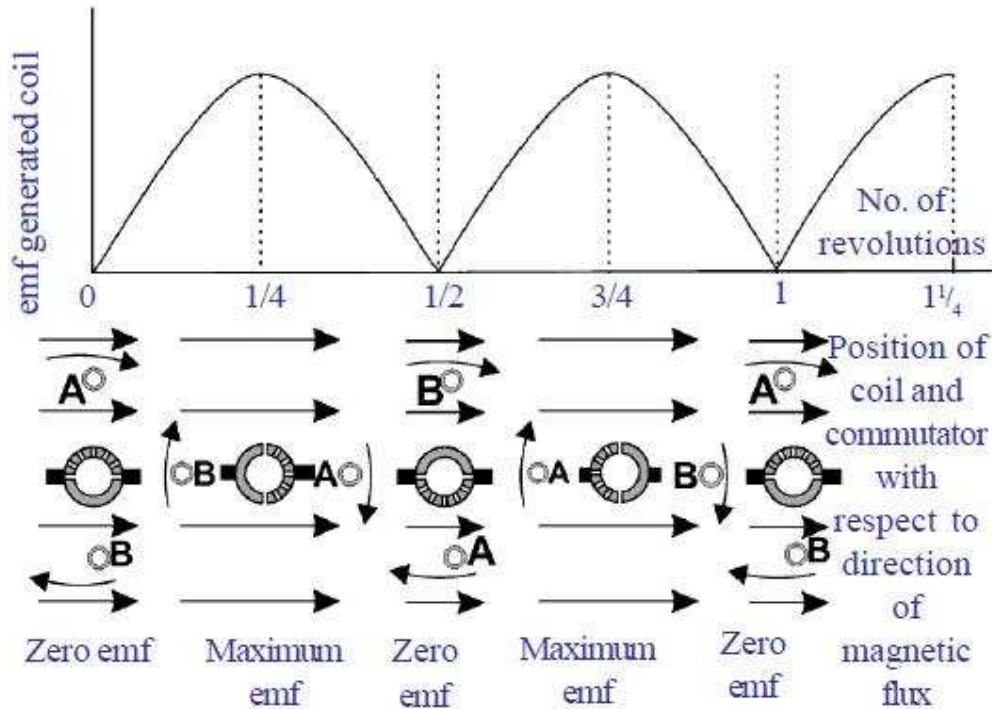 emf generated coil
No. of
revolutions
0 1/4 1/2 3/4 1 1¹/₄
A B A
B A A B
B A B
Position of
coil and
commutator
with
respect to
direction
of
magnetic
flux
Zero emf
Maximum
emf
Zero
emf
Maximum
emf
Zero
emf